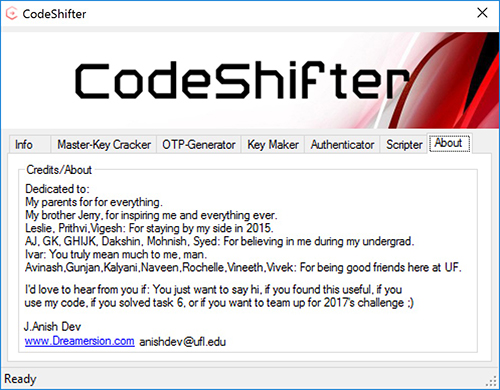 CodeShifter
CodeShifter
Info Master-Key Cracker OTP-Generator Key Maker Authenticator Scripter About
Credits/About
Dedicated to:
My parents for for everything.
My brother Jerry, for inspiring me and everything ever.
Leslie, Prithvi,Vigesh: For staying by my side in 2015.
AJ, GK, GHIJK, Dakshin, Mohnish, Syed: For believing in me during my undergrad.
Ivar: You truly mean much to me, man.
Avinash,Gunjan,Kalyani,Naveen,Rochelle,Vineeth,Vivek: For being good friends here at UF.
I'd love to hear from you if: You just want to say hi, if you found this useful, if you
use my code, if you solved task 6, or if you want to team up for 2017's challenge ;)
J.Anish Dev
www.Dreamersion.com anishdev@ufl.edu
Ready